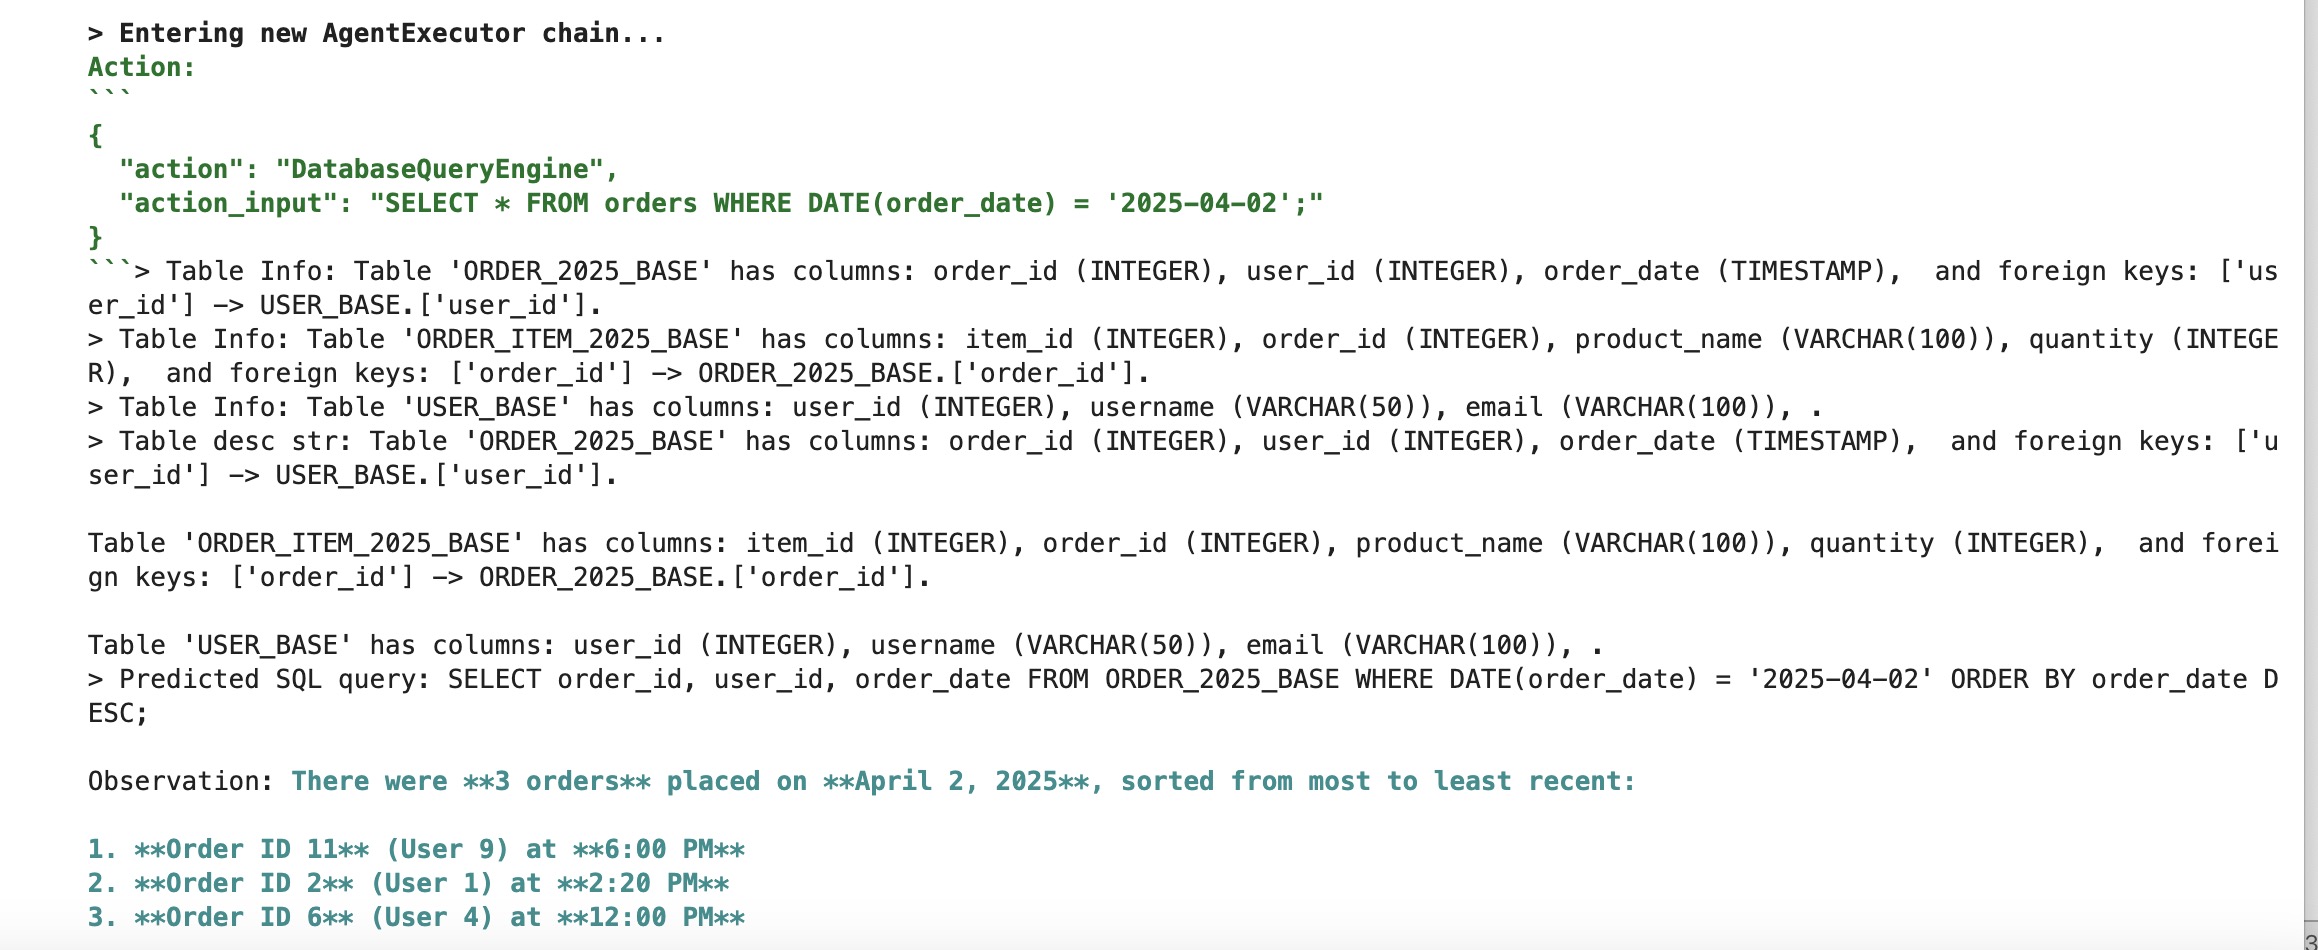 > Entering new AgentExecutor chain...
Action:
```
{
  "action": "DatabaseQueryEngine",
  "action_input": "SELECT * FROM orders WHERE DATE(order_date) = '2025-04-02';"
}
```> Table Info: Table 'ORDER_2025_BASE' has columns: order_id (INTEGER), user_id (INTEGER), order_date (TIMESTAMP),  and foreign keys: ['us
er_id'] -> USER_BASE.['user_id'].
> Table Info: Table 'ORDER_ITEM_2025_BASE' has columns: item_id (INTEGER), order_id (INTEGER), product_name (VARCHAR(100)), quantity (INTEGE
R),  and foreign keys: ['order_id'] -> ORDER_2025_BASE.['order_id'].
> Table Info: Table 'USER_BASE' has columns: user_id (INTEGER), username (VARCHAR(50)), email (VARCHAR(100)), .
> Table desc str: Table 'ORDER_2025_BASE' has columns: order_id (INTEGER), user_id (INTEGER), order_date (TIMESTAMP),  and foreign keys: ['u
ser_id'] -> USER_BASE.['user_id'].

Table 'ORDER_ITEM_2025_BASE' has columns: item_id (INTEGER), order_id (INTEGER), product_name (VARCHAR(100)), quantity (INTEGER),  and forei
gn keys: ['order_id'] -> ORDER_2025_BASE.['order_id'].

Table 'USER_BASE' has columns: user_id (INTEGER), username (VARCHAR(50)), email (VARCHAR(100)), .
> Predicted SQL query: SELECT order_id, user_id, order_date FROM ORDER_2025_BASE WHERE DATE(order_date) = '2025-04-02' ORDER BY order_date D
ESC;

Observation: There were **3 orders** placed on **April 2, 2025**, sorted from most to least recent:

1. **Order ID 11** (User 9) at **6:00 PM**
2. **Order ID 2** (User 1) at **2:20 PM**
3. **Order ID 6** (User 4) at **12:00 PM**